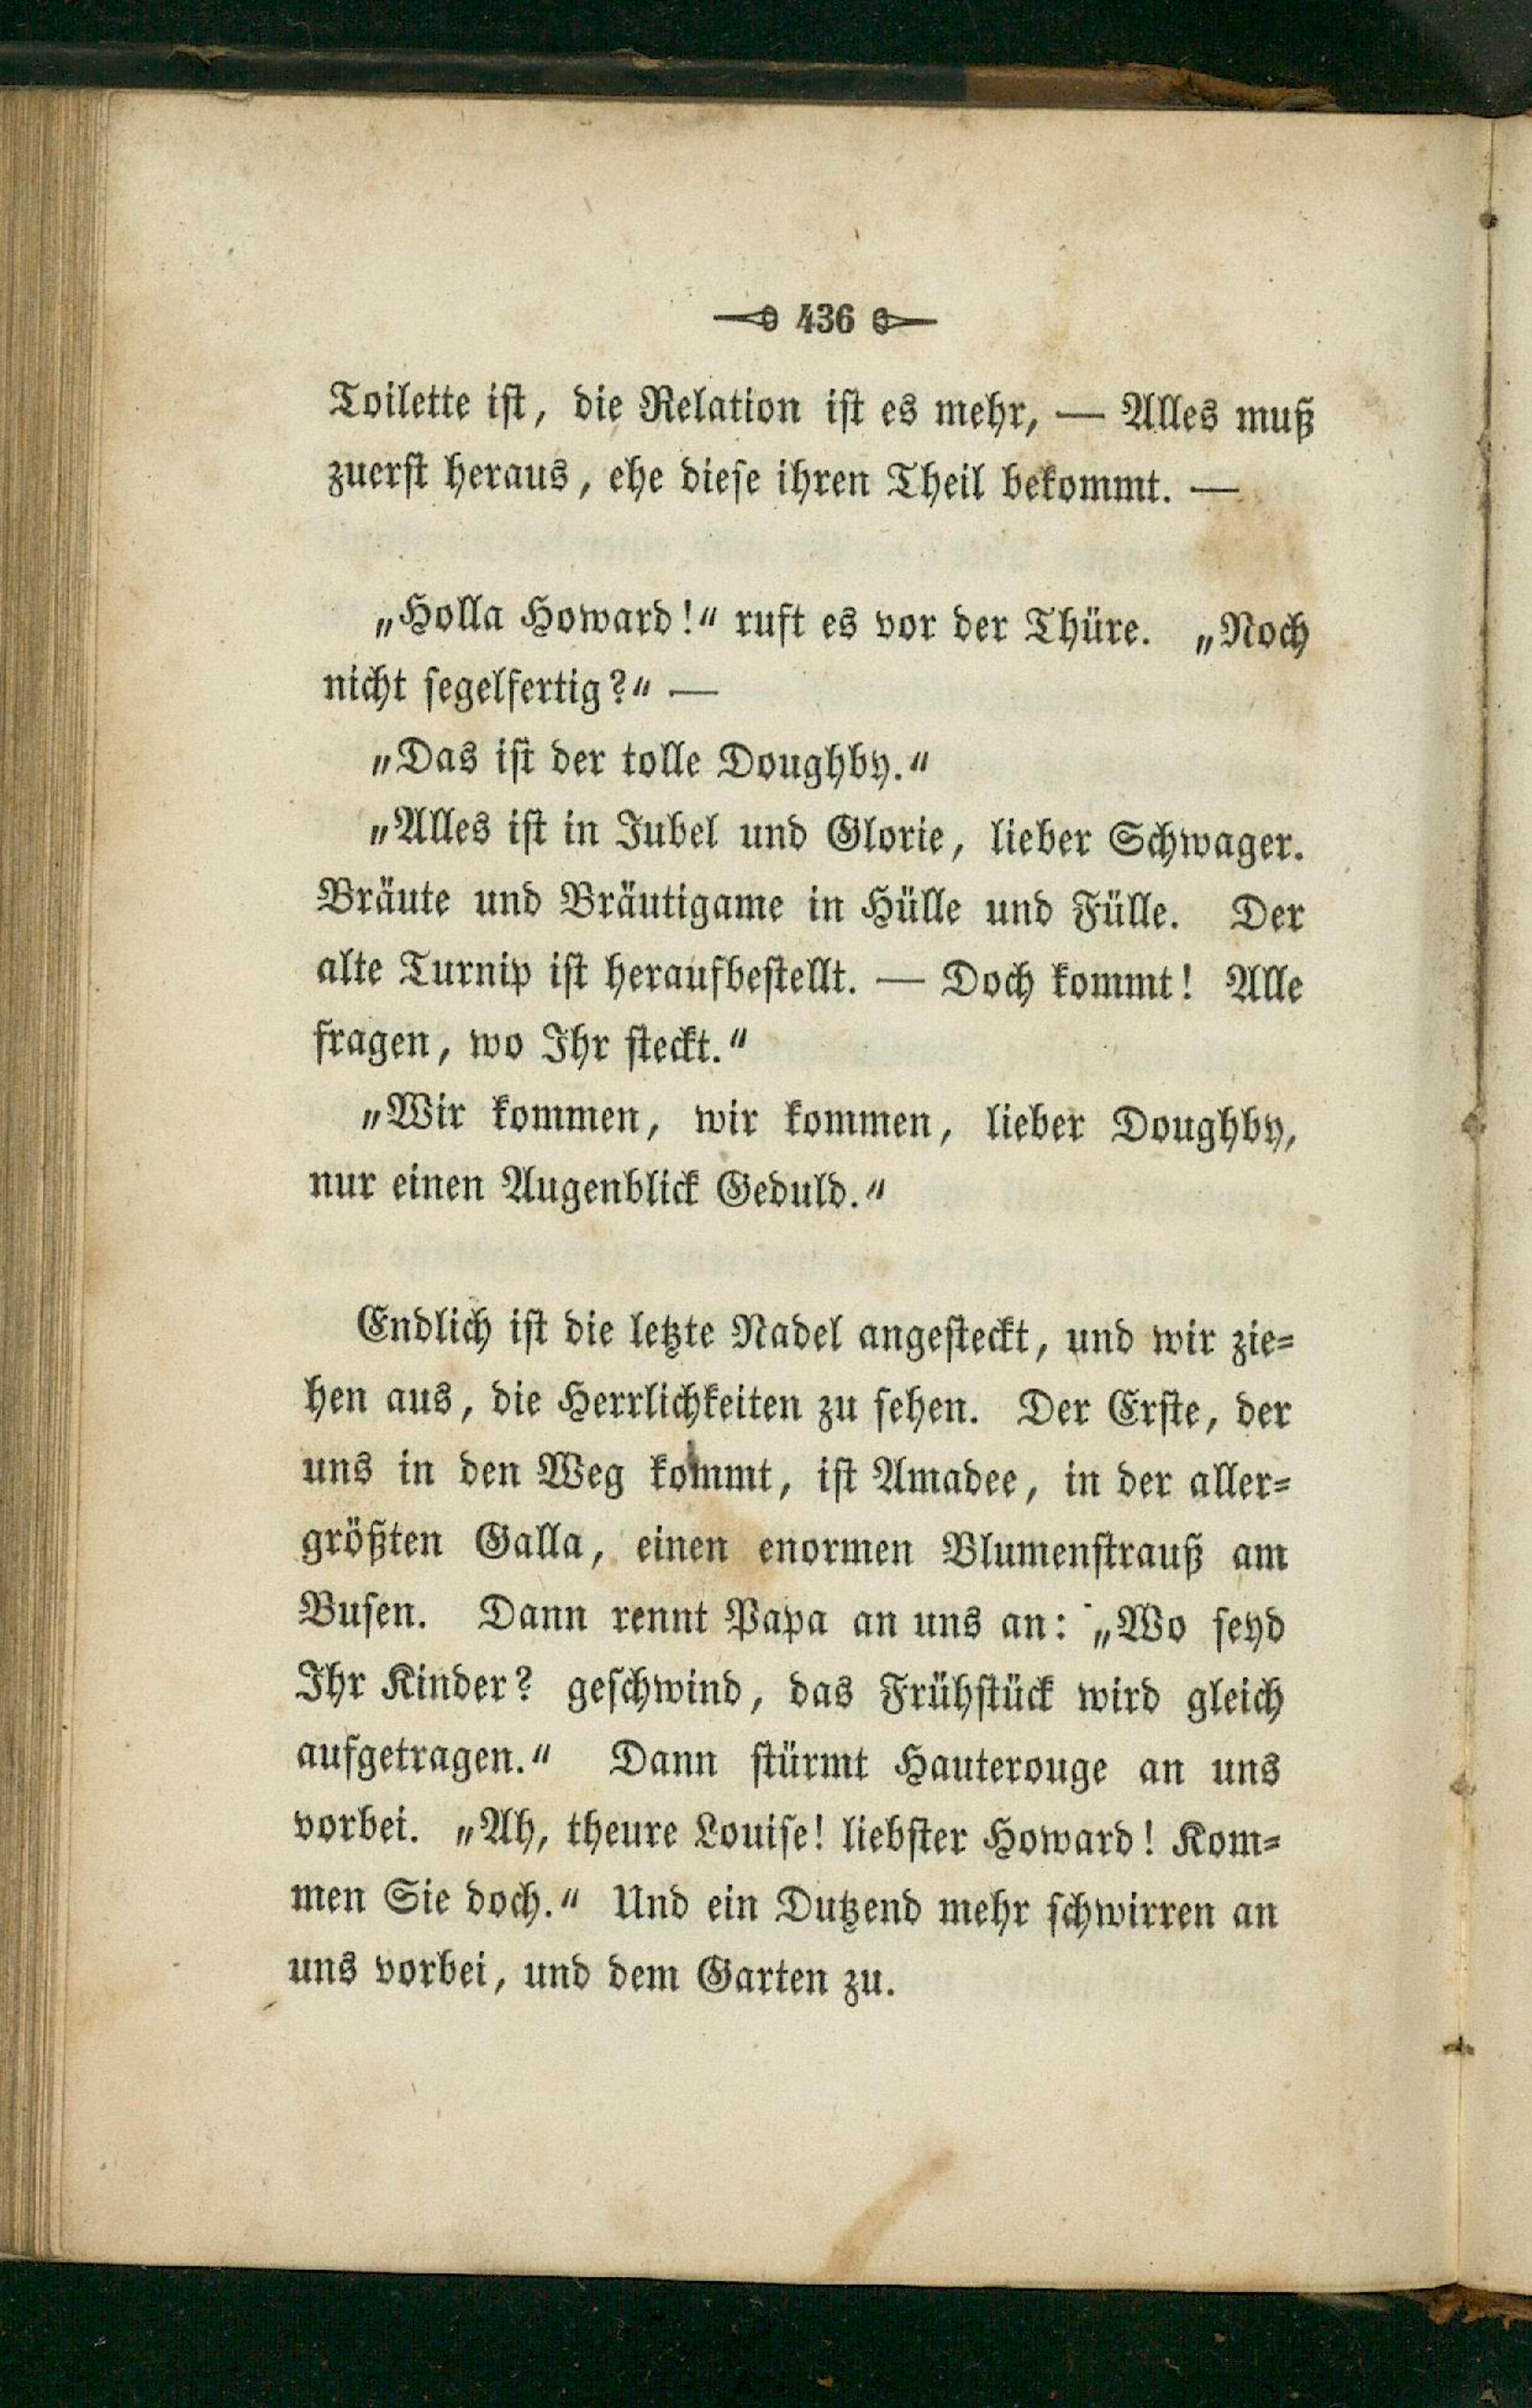 436
Toilette ist, die Relation ist es mehr, — Alles muß
zuerst heraus, ehe diese ihren Theil bekommt. —
„Holla Howard!“ ruft es vor der Thüre. „Noch
nicht segelfertig?“ —
„Das ist der tolle Doughby.“
„Alles ist in Jubel und Glorie, lieber Schwager.
Bräute und Bräutigame in Hülle und Fülle. Der
alte Turnip ist heraufbestellt. — Doch kommt! Alle
fragen, wo Ihr steckt.“
„Wir kommen, wir kommen, lieber Doughby,
nur einen Augenblick Geduld.“
Endlich ist die letzte Nadel angesteckt, und wir zie-
hen aus, die Herrlichkeiten zu sehen. Der Erste, der
uns in den Weg kommt, ist Amadee, in der aller-
größten Galla, einen enormen Blumenstrauß am
Busen. Dann rennt Papa an uns an: „Wo seyd
Ihr Kinder? geschwind, das Frühstück wird gleich
aufgetragen.“ Dann stürmt Hauterouge an uns
vorbei. „Ah, theure Louise! liebster Howard! Kom-
men Sie doch.“ Und ein Dutzend mehr schwirren an
uns vorbei, und dem Garten zu.